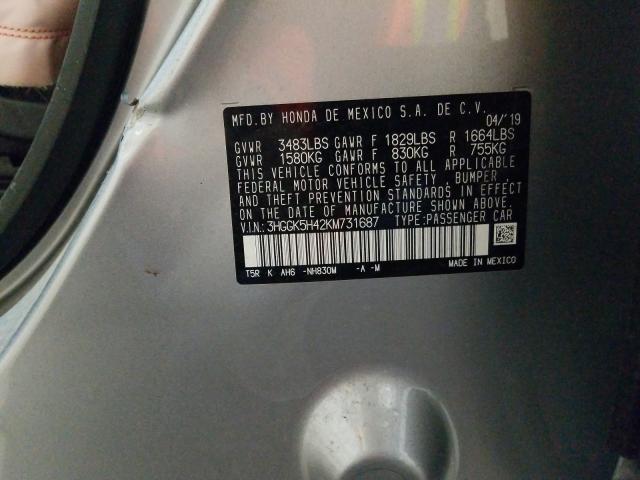 MFD. BY HONDA DE MEXICO S.A. DE C.V.
04/'19
GVWR 3483LBS GAWR F 1829LBS R 1664LBS
GVWR 1580KG GAWR F 830KG R 755KG
THIS VEHICLE CONFORMS TO ALL APPLICABLE
FEDERAL MOTOR VEHICLE SAFETY, BUMPER,
AND THEFT PREVENTION STANDARDS IN EFFECT
ON THE DATE OF MANUFACTURE SHOWN ABOVE.
V.I.N.: 3HGGK5H42KM731687 TYPE:PASSENGER CAR
T5R K AH6 -NH830M -A -M
MADE IN MEXICO